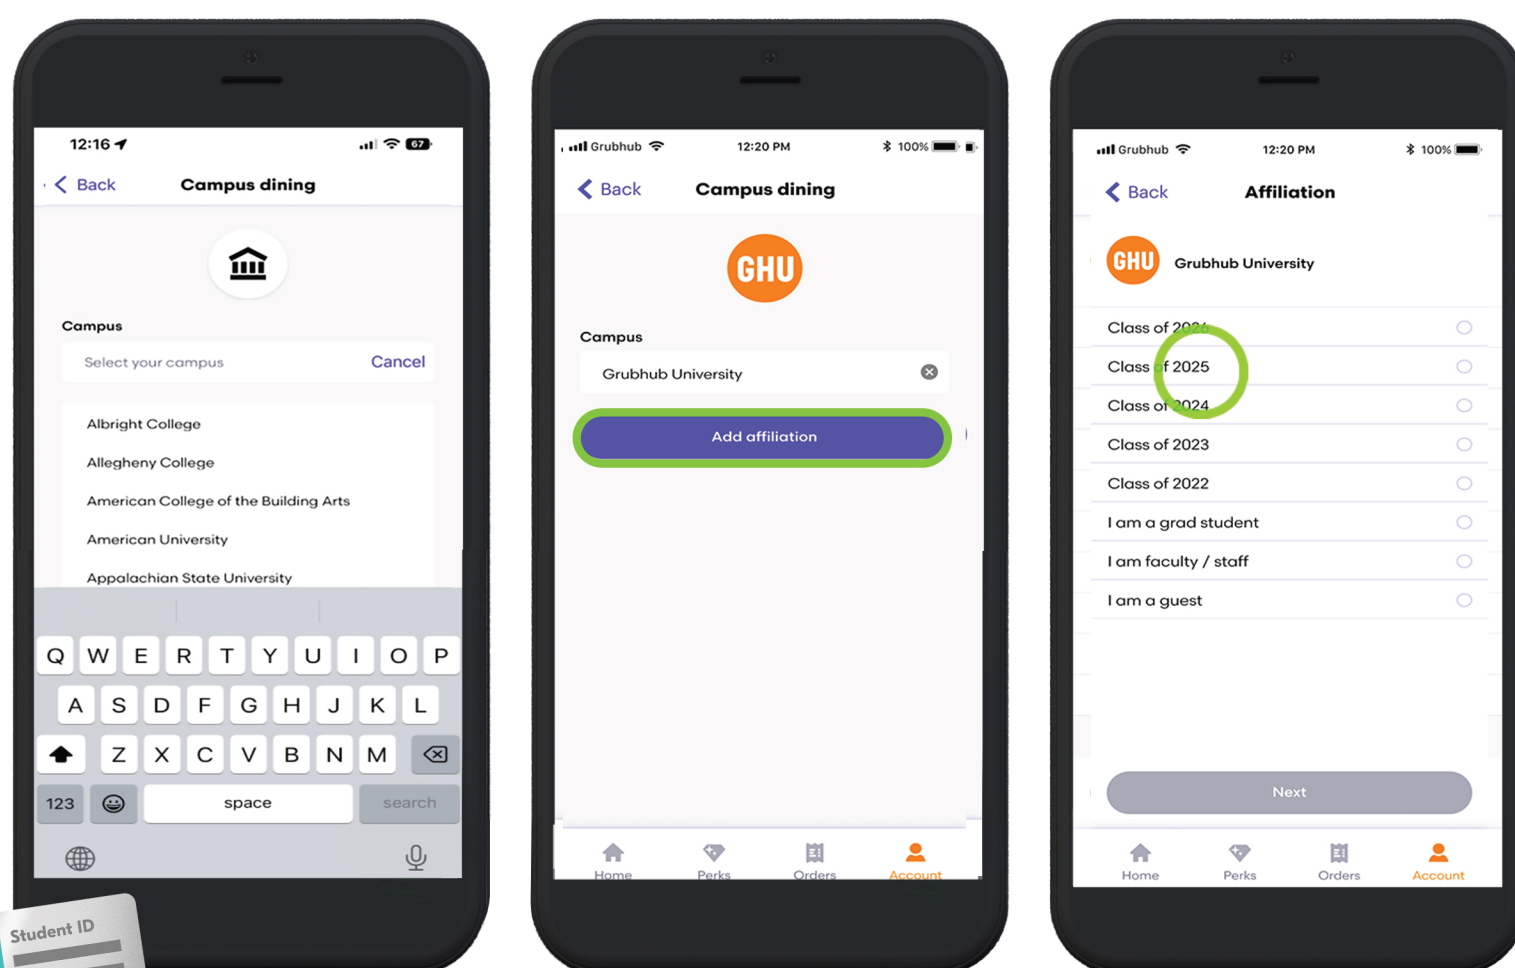 12:16
67
Back
Campus dining
Campus
Select your campus
Cancel
Albright College
Allegheny College
American College of the Building Arts
American University
Appalachian State University
Q W E R T Y U I O P
A S D F G H J K L
Z X C V B N M
123
space
search
Student ID
Grubhub
12:20 PM
100%
Back
Campus dining
GHU
Campus
Grubhub University
Add affiliation
Home
Perks
Orders
Account
Grubhub
12:20 PM
100%
Back
Affiliation
GHU
Grubhub University
Class of 2026
Class of 2025
Class of 2024
Class of 2023
Class of 2022
I am a grad student
I am faculty / staff
I am a guest
Next
Home
Perks
Orders
Account